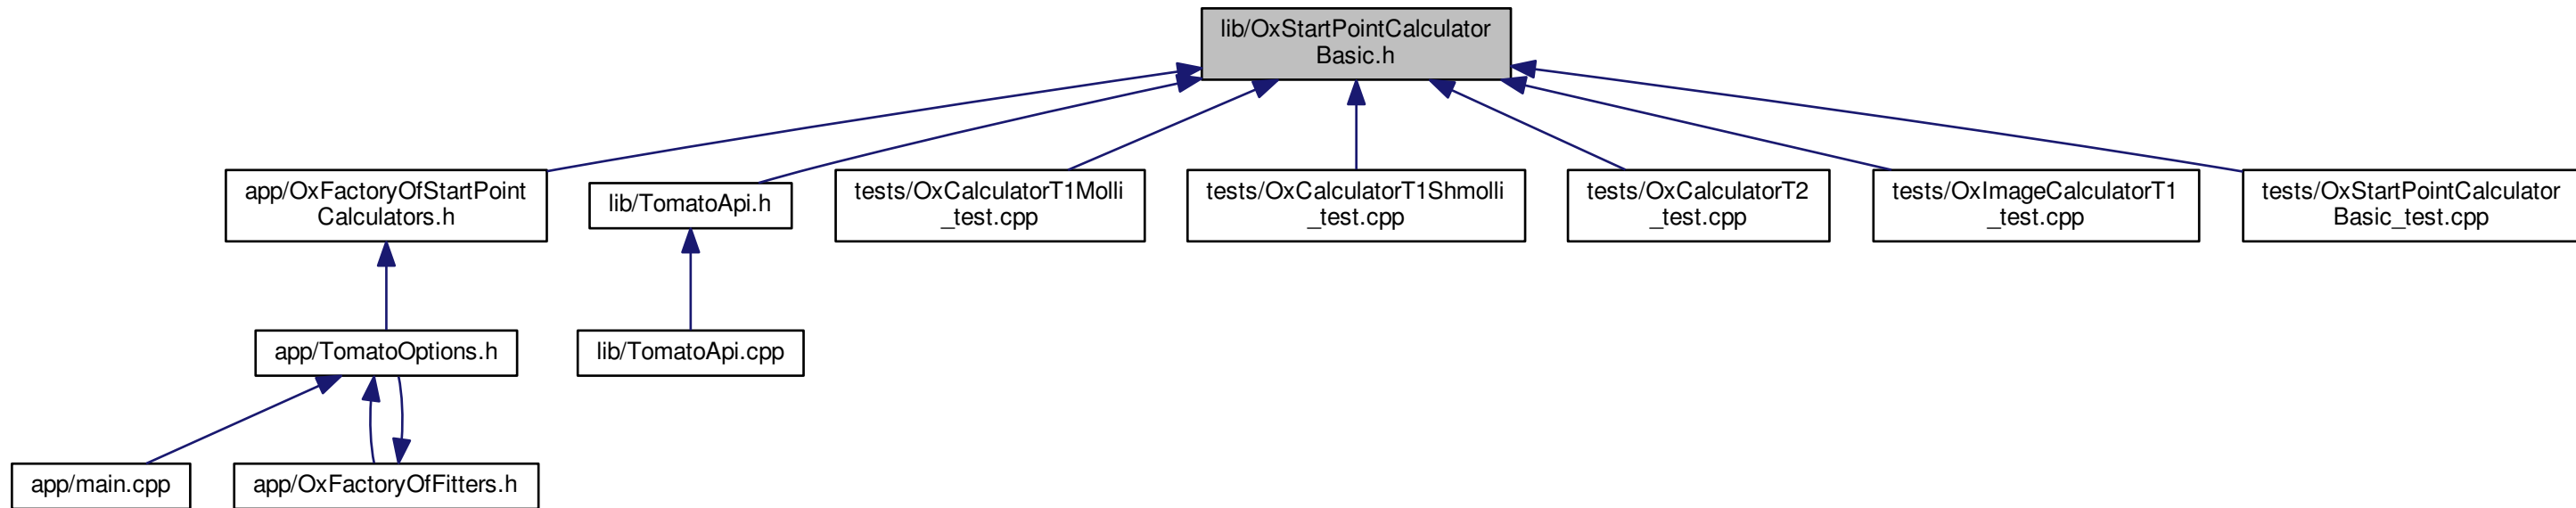 lib/OxStartPointCalculator
Basic.h
app/OxFactoryOfStartPoint
Calculators.h
lib/TomatoApi.h
tests/OxCalculatorT1Molli
_test.cpp
tests/OxCalculatorT1Shmolli
_test.cpp
tests/OxCalculatorT2
_test.cpp
tests/OxImageCalculatorT1
_test.cpp
tests/OxStartPointCalculator
Basic_test.cpp
app/TomatoOptions.h
lib/TomatoApi.cpp
app/main.cpp
app/OxFactoryOfFitters.h